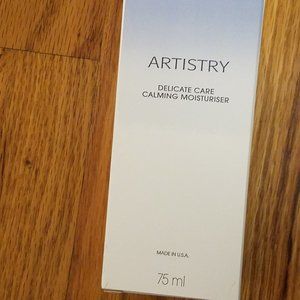 ARTISTRY
DELICATE CARE
CALMING MOISTURISER
MADE IN U.S.A.
75 ml